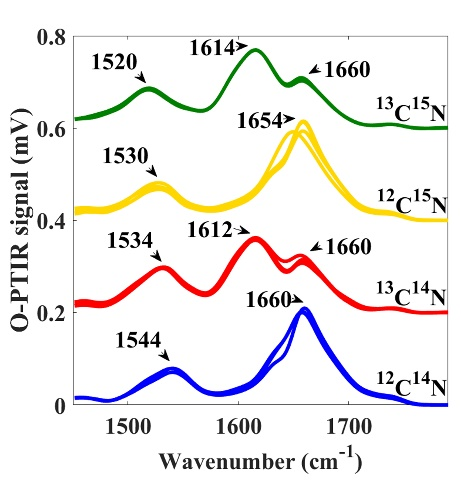 0.8
1614
1520
1660
¹³C¹⁵N
0.6
1654
1530
¹²C¹⁵N
0.4
1612
1534
1660
¹³C¹⁴N
1660
0.2
1544
¹²C¹⁴N
0
1500 1600 1700
Wavenumber (cm⁻¹)
O-PTIR signal (mV)